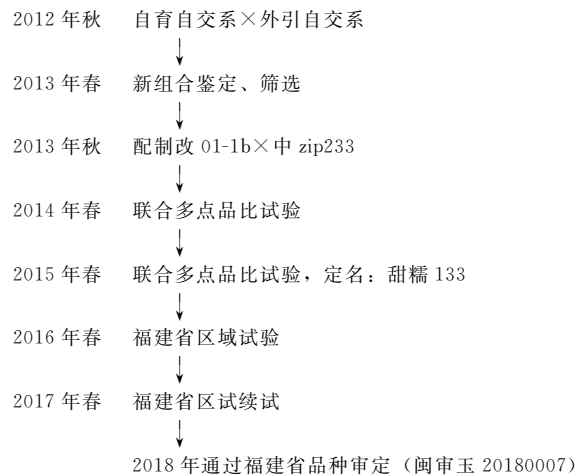 2012 年秋 自育自交系×外引自交系
2013 年春 新组合鉴定、筛选
2013 年秋 配制改 01-1b×中 zip233
2014 年春 联合多点品比试验
2015 年春 联合多点品比试验，定名：甜糯 133
2016 年春 福建省区域试验
2017 年春 福建省区试续试
2018 年通过福建省品种审定（闽审玉 20180007）